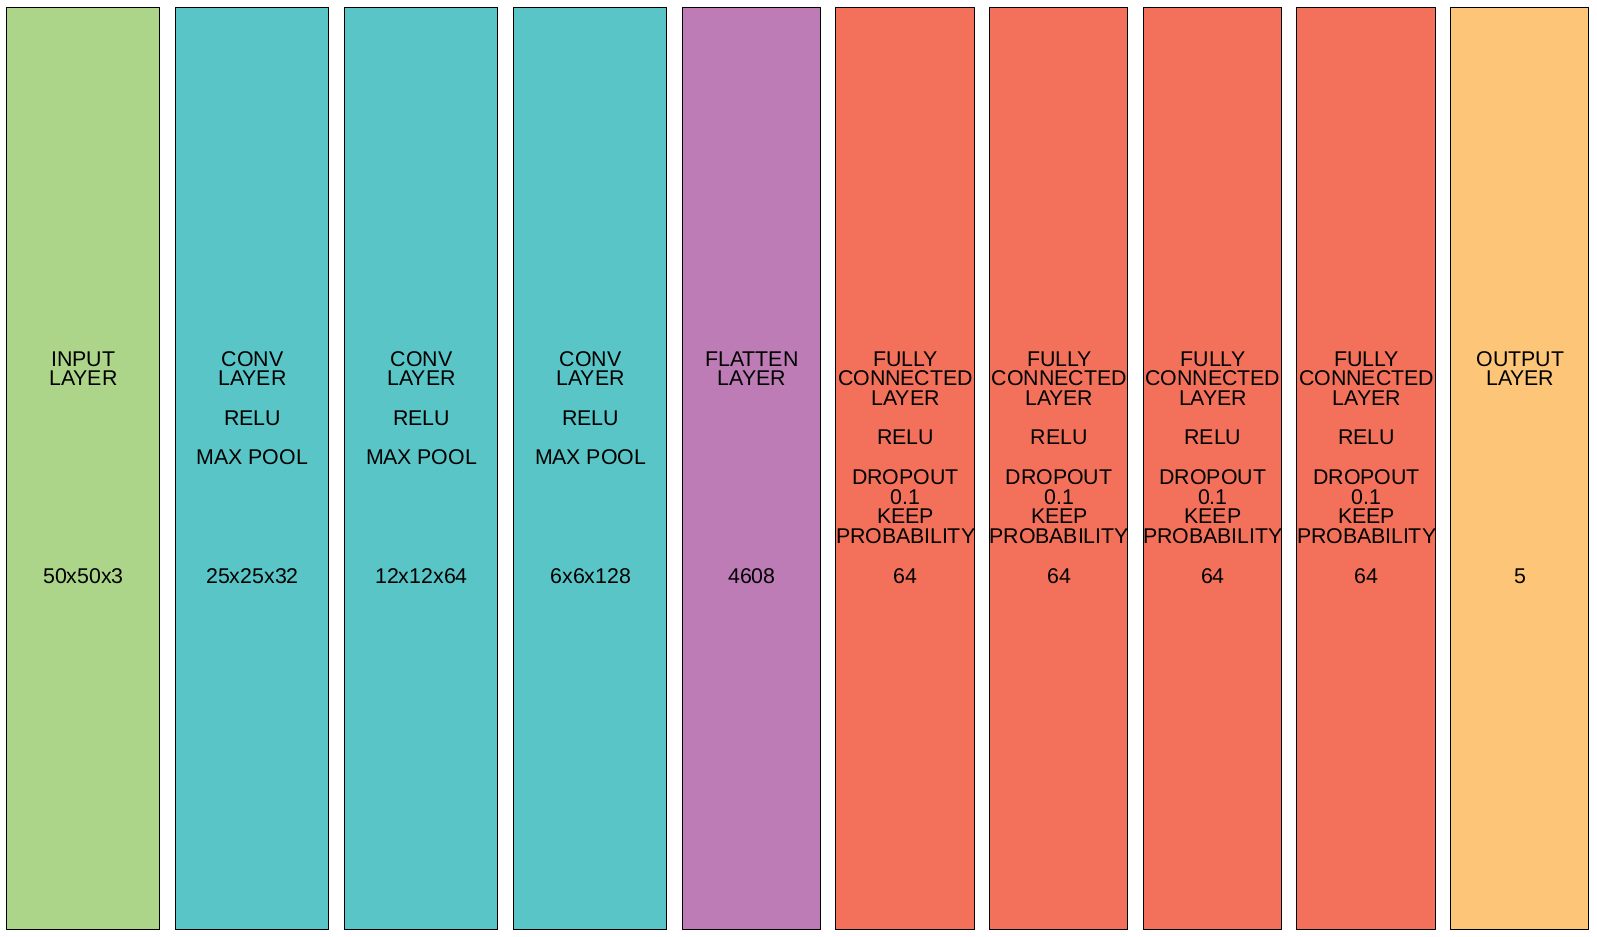 INPUT
LAYER
50x50x3
CONV
LAYER
RELU
MAX POOL
25x25x32
CONV
LAYER
RELU
MAX POOL
12x12x64
CONV
LAYER
RELU
MAX POOL
6x6x128
FLATTEN
LAYER
4608
FULLY
CONNECTED
LAYER
RELU
DROPOUT
0.1
KEEP
PROBABILITY
64
FULLY
CONNECTED
LAYER
RELU
DROPOUT
0.1
KEEP
PROBABILITY
64
FULLY
CONNECTED
LAYER
RELU
DROPOUT
0.1
KEEP
PROBABILITY
64
FULLY
CONNECTED
LAYER
RELU
DROPOUT
0.1
KEEP
PROBABILITY
64
OUTPUT
LAYER
5